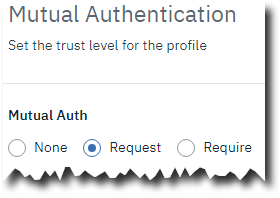 Mutual Authentication
Set the trust level for the profile
Mutual Auth
None Request Require